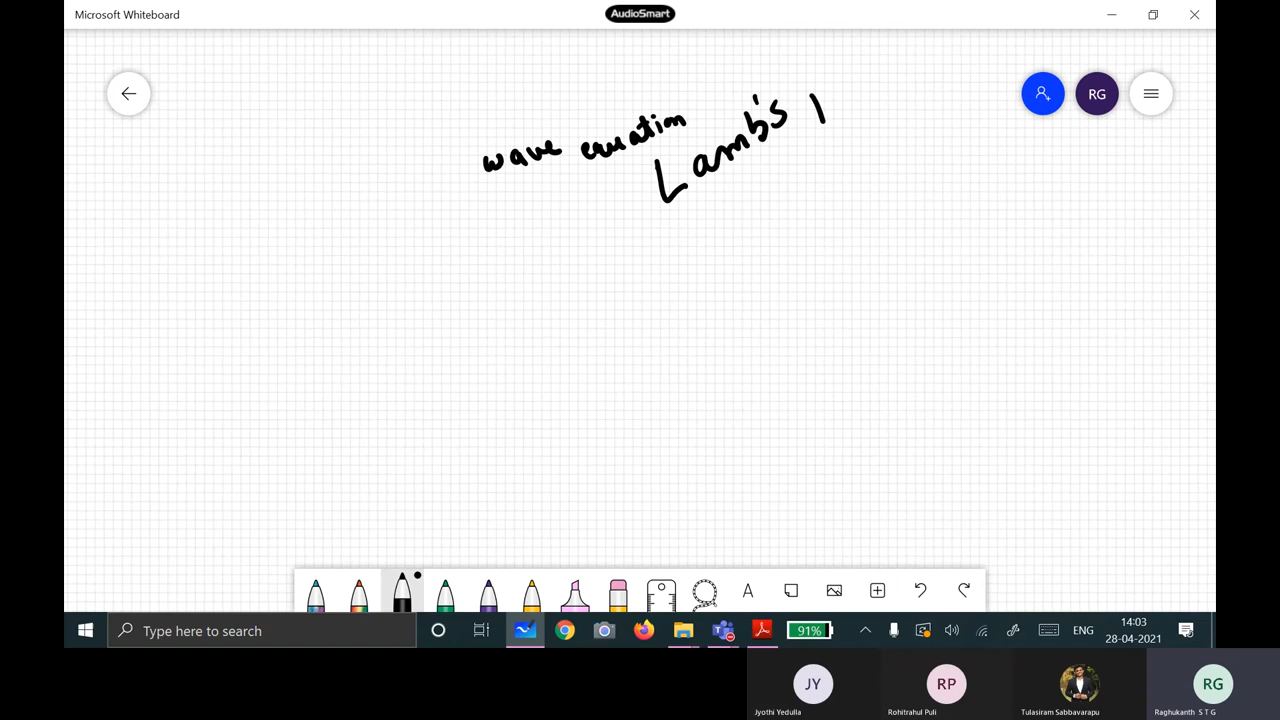 Microsoft Whiteboard
AudioSmart
RG
wave equation
Lamb's
A
Type here to search
91%
ENG
14:03
28-04-2021
JY
RP
RG
Jyothi Yedulla
Rohitrahul Puli
Tulasiram Sabbavarapu
Raghukanth S T G